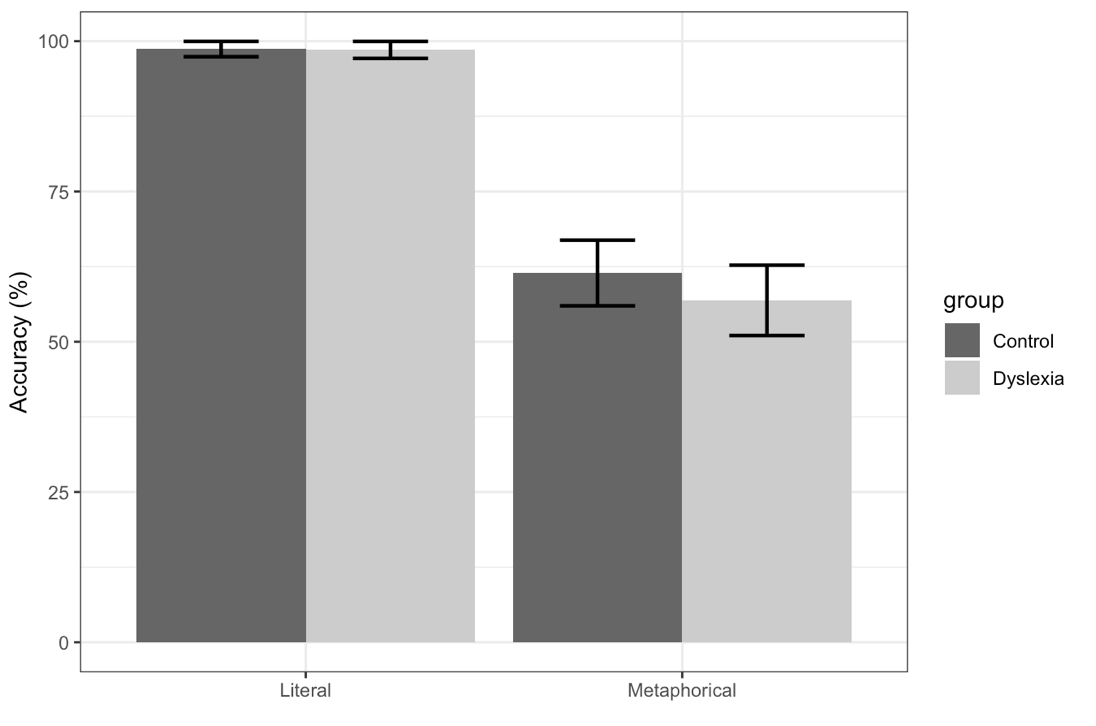 Accuracy (%)
100
75
50
25
0
Literal
Metaphorical
group
Control
Dyslexia